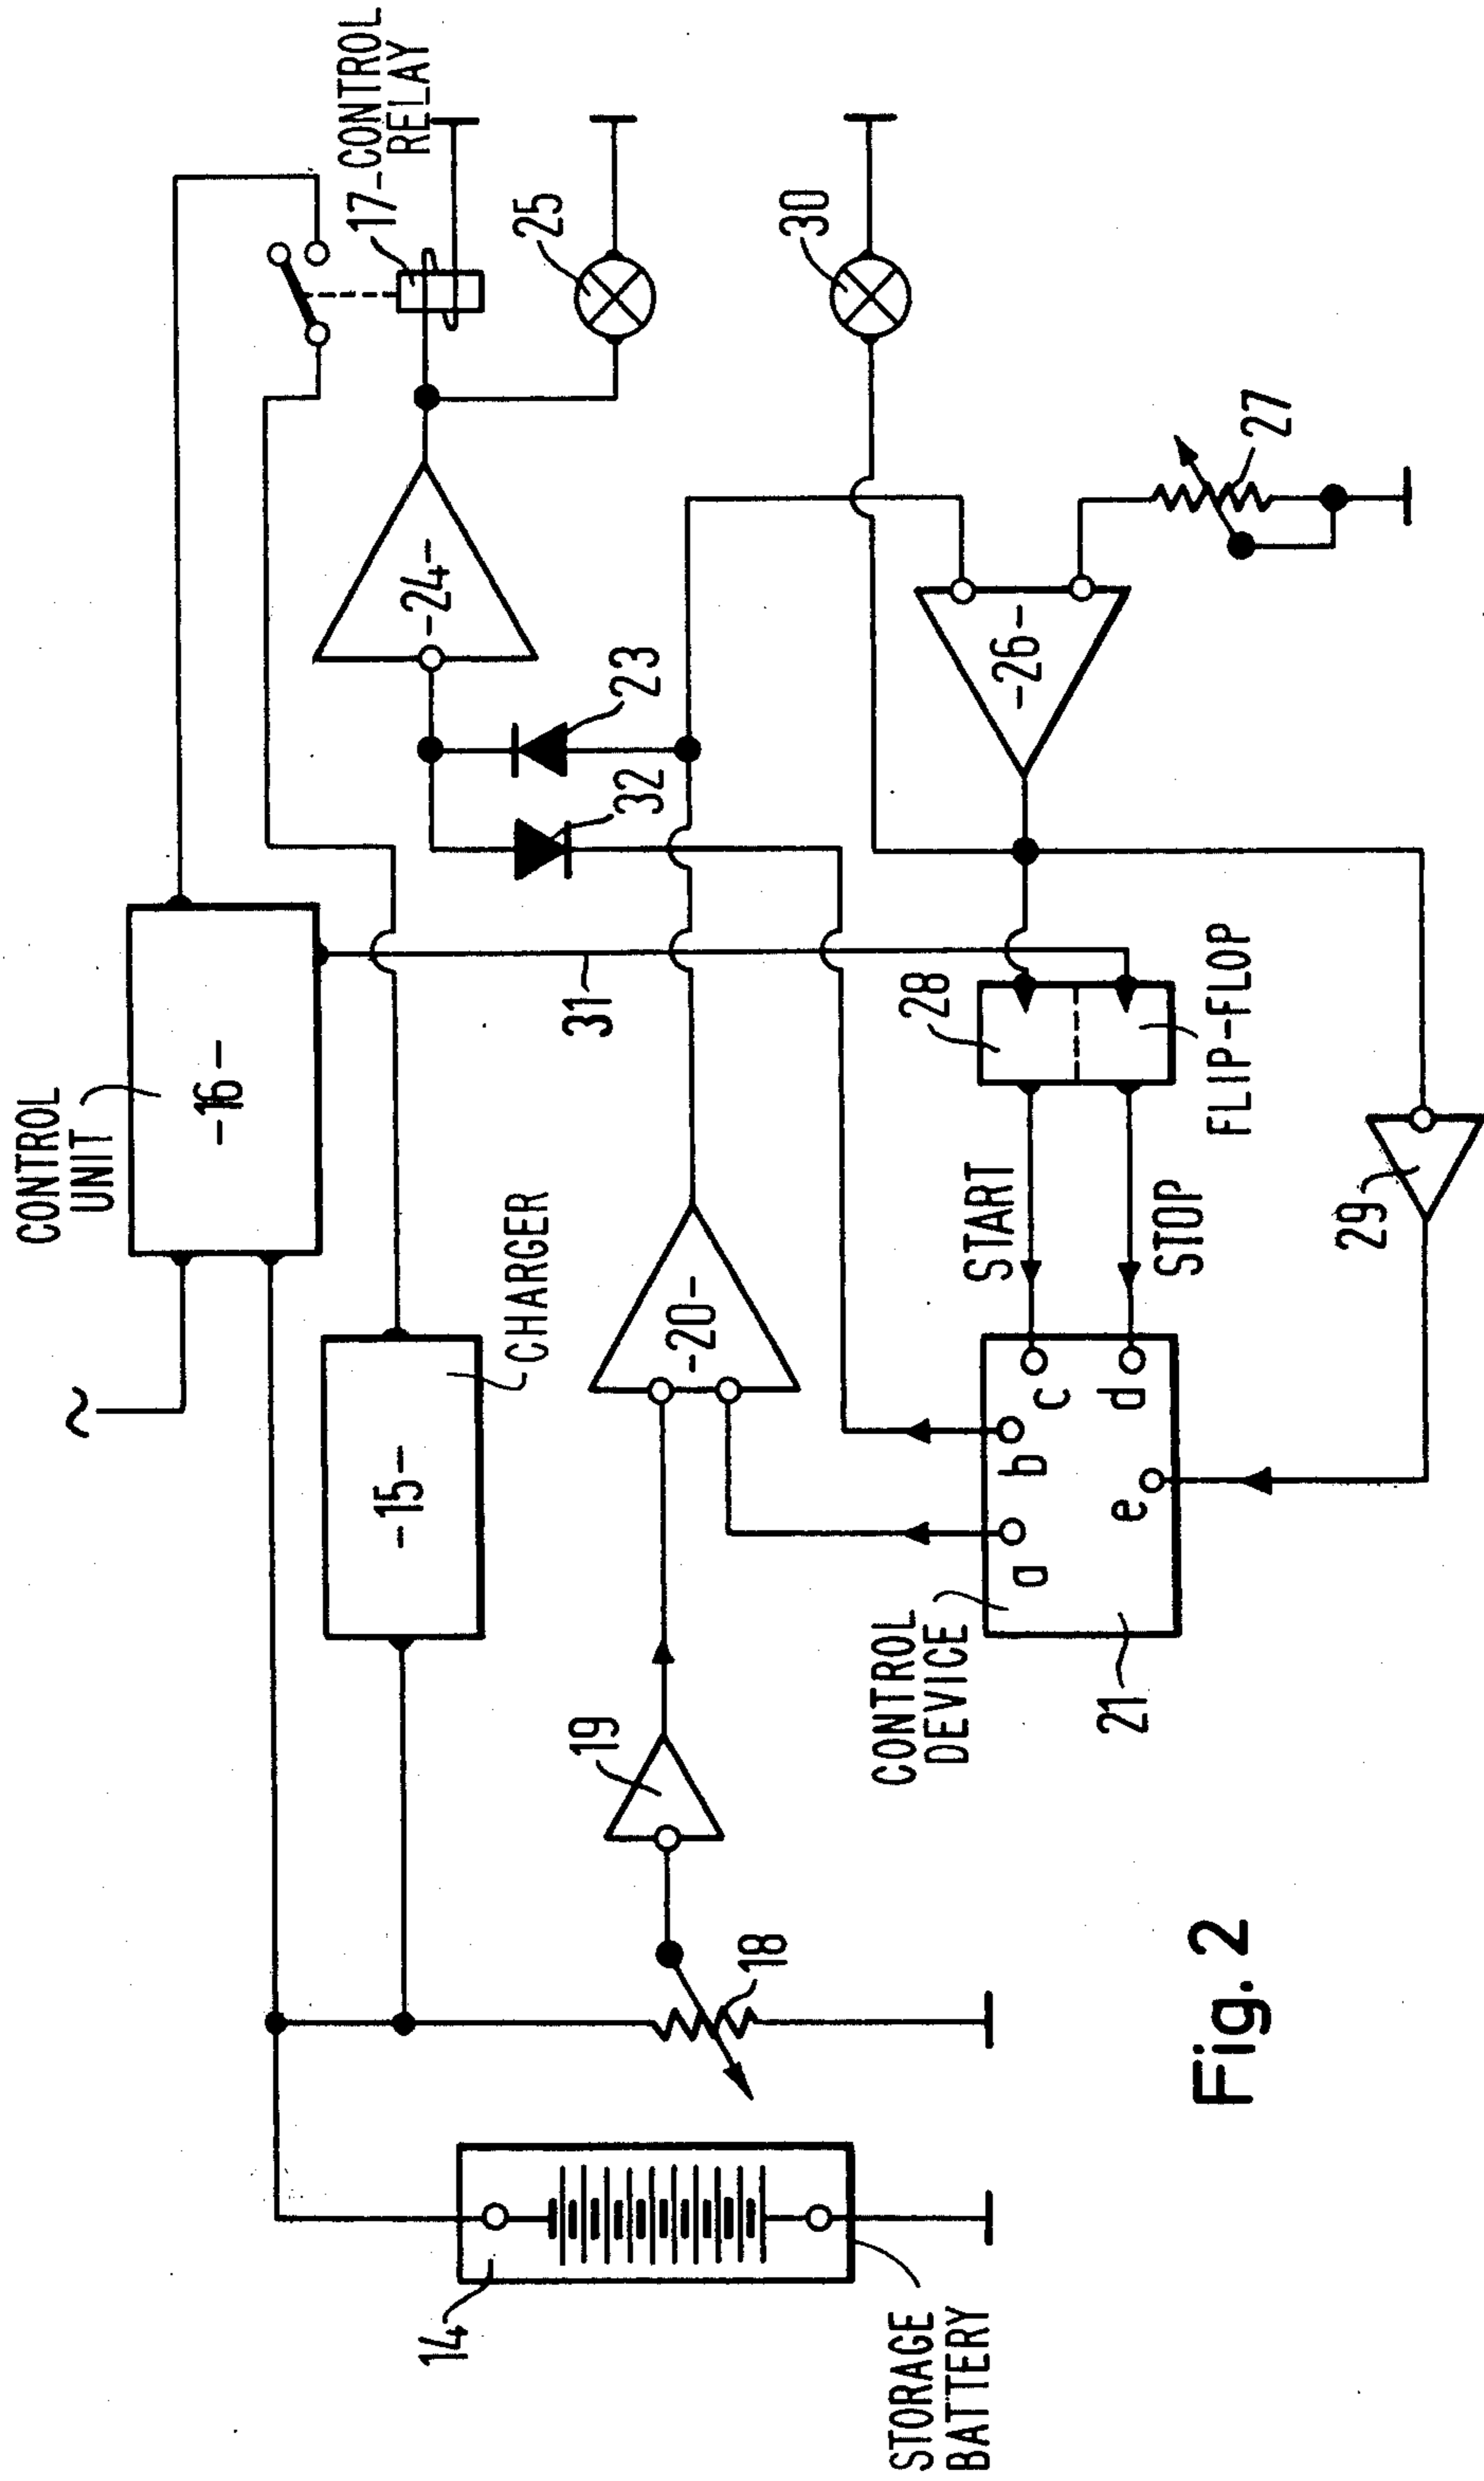 CONTROL
UNIT
-16-
~
17-CONTROL
RELAY
-24-
25
30
23
32
27
-26-
31
28
FLIP-FLOP
-15-
CHARGER
-20-
START
STOP
29
19
18
a
b
c
d
e
CONTROL
DEVICE
21
14
STORAGE
BATTERY
Fig. 2